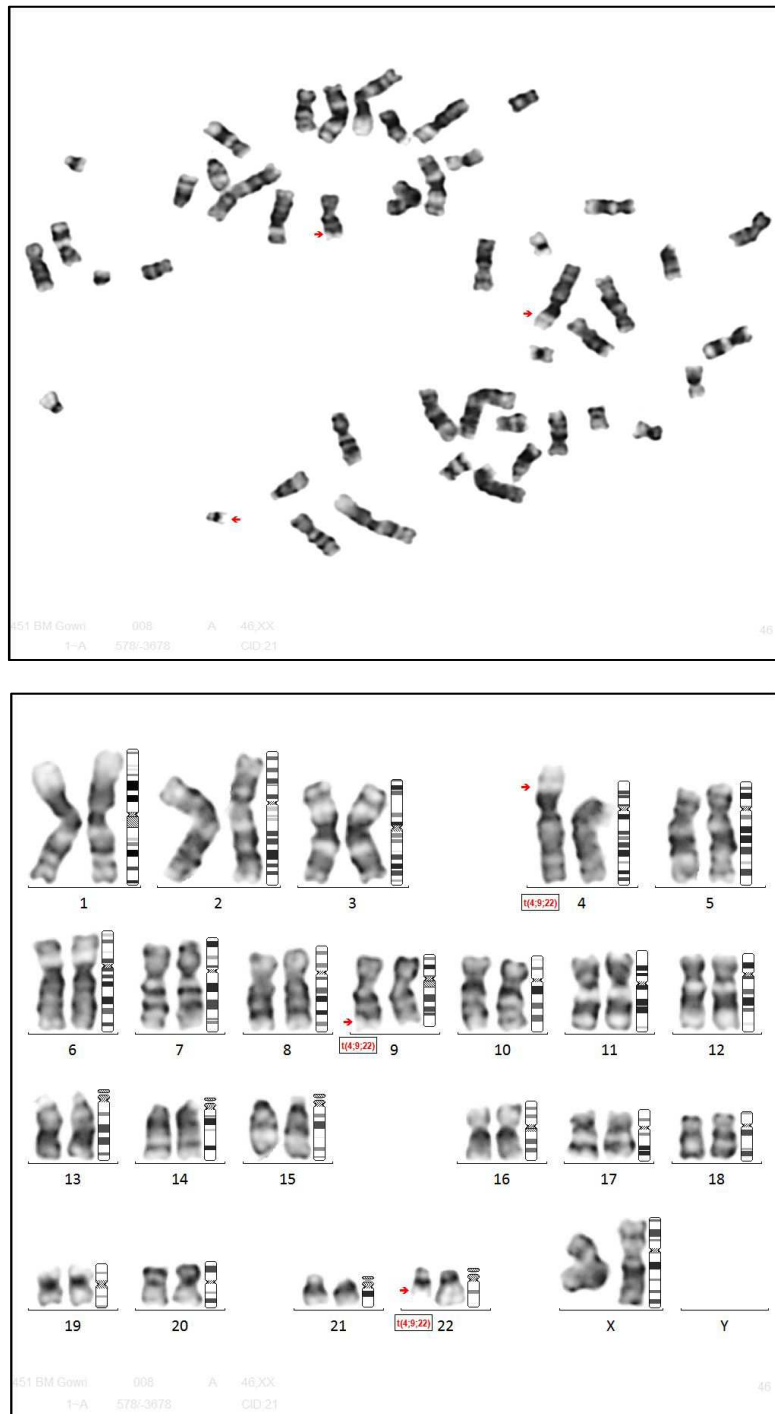 451 BM Gowri 008 A 46,XX 46
1-A 578/-3678 CID:21
1 2 3 4 5
t(4;9;22)
6 7 8 9 10 11 12
t(4;9;22)
13 14 15 16 17 18
19 20 21 22 X Y
t(4;9;22)
451 BM Gowri 008 A 46,XX 46
1-A 578/-3678 CID:21